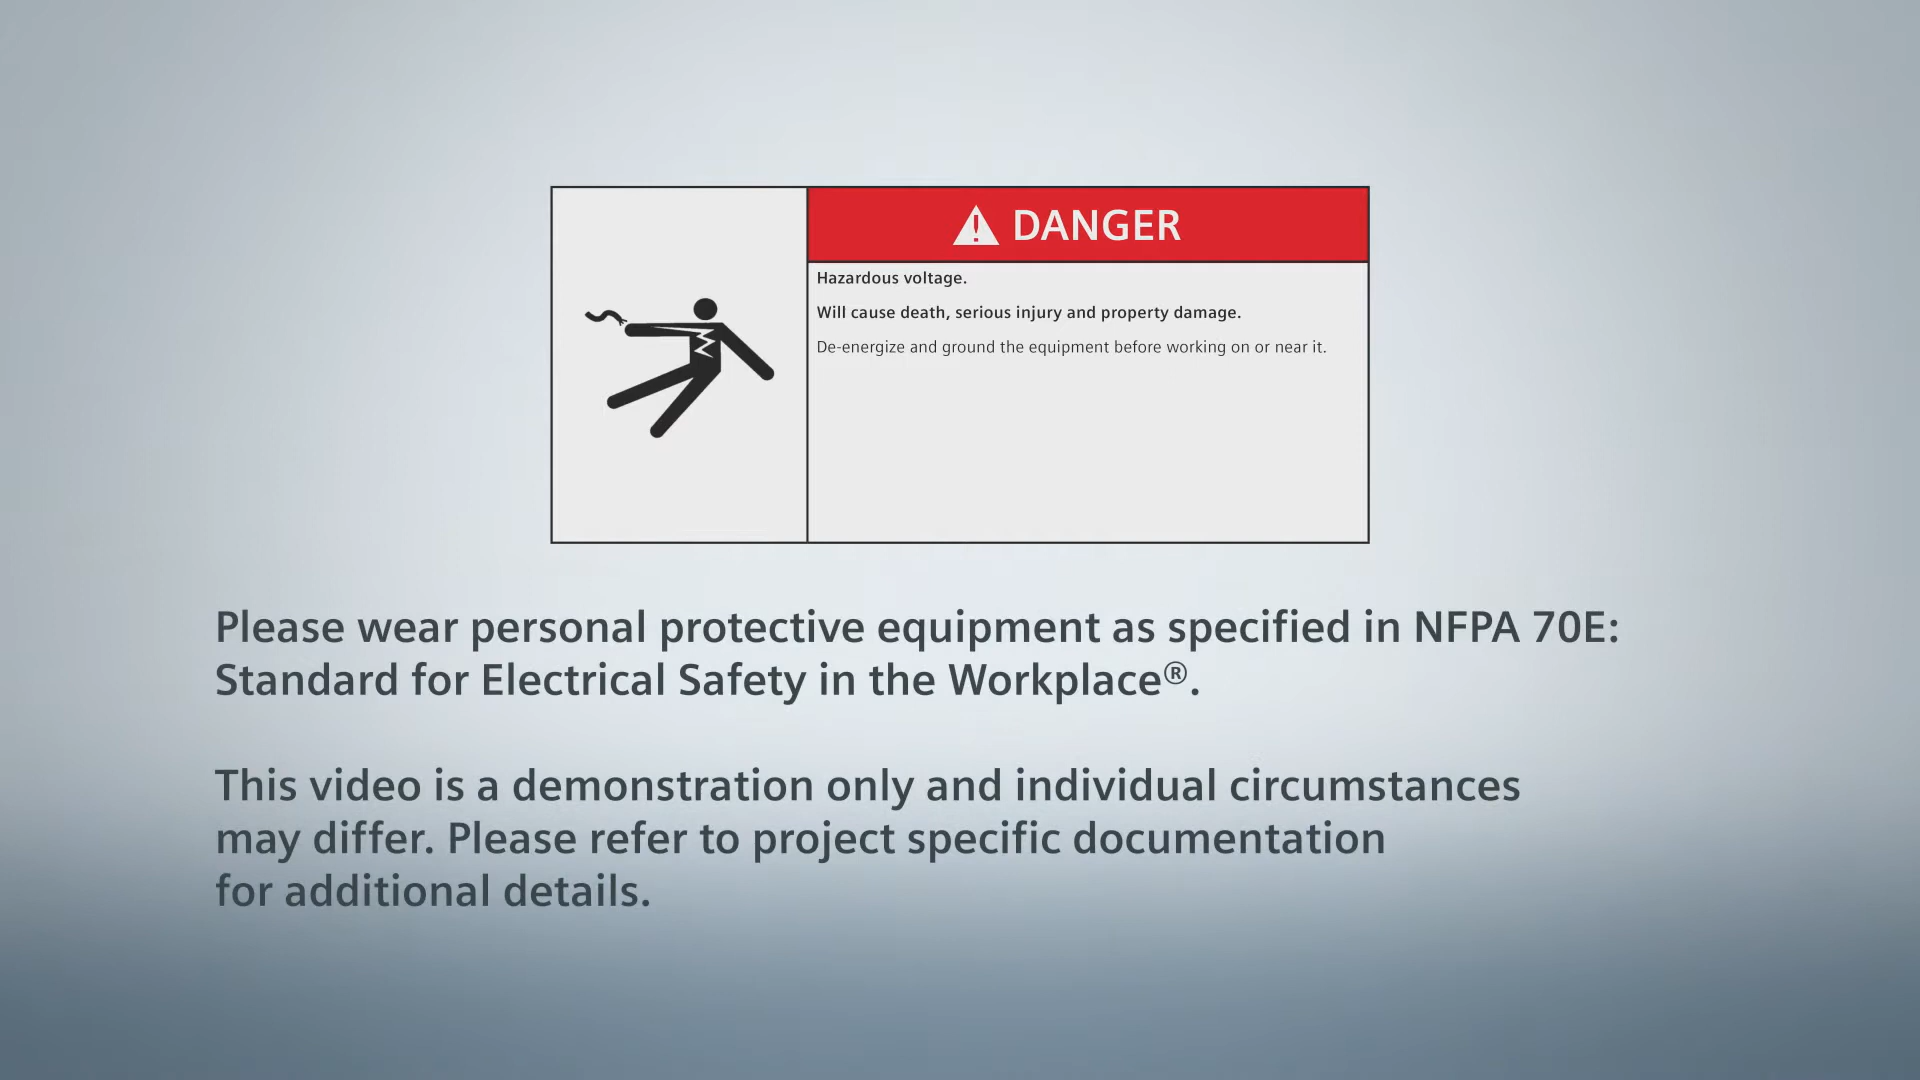 DANGER
Hazardous voltage.
Will cause death, serious injury and property damage.
De-energize and ground the equipment before working on or near it.
Please wear personal protective equipment as specified in NFPA 70E:
Standard for Electrical Safety in the Workplace®.
This video is a demonstration only and individual circumstances
may differ. Please refer to project specific documentation
for additional details.